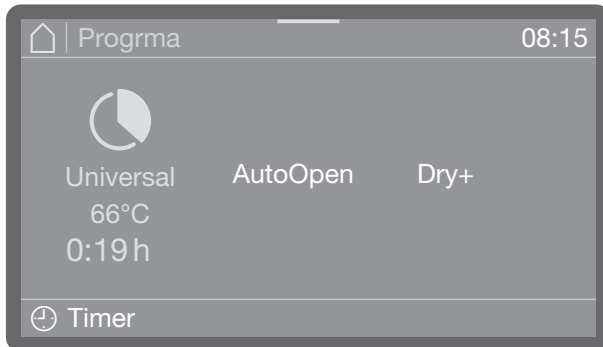 Progrma 08:15
Universal AutoOpen Dry+
66°C
0:19 h
Timer